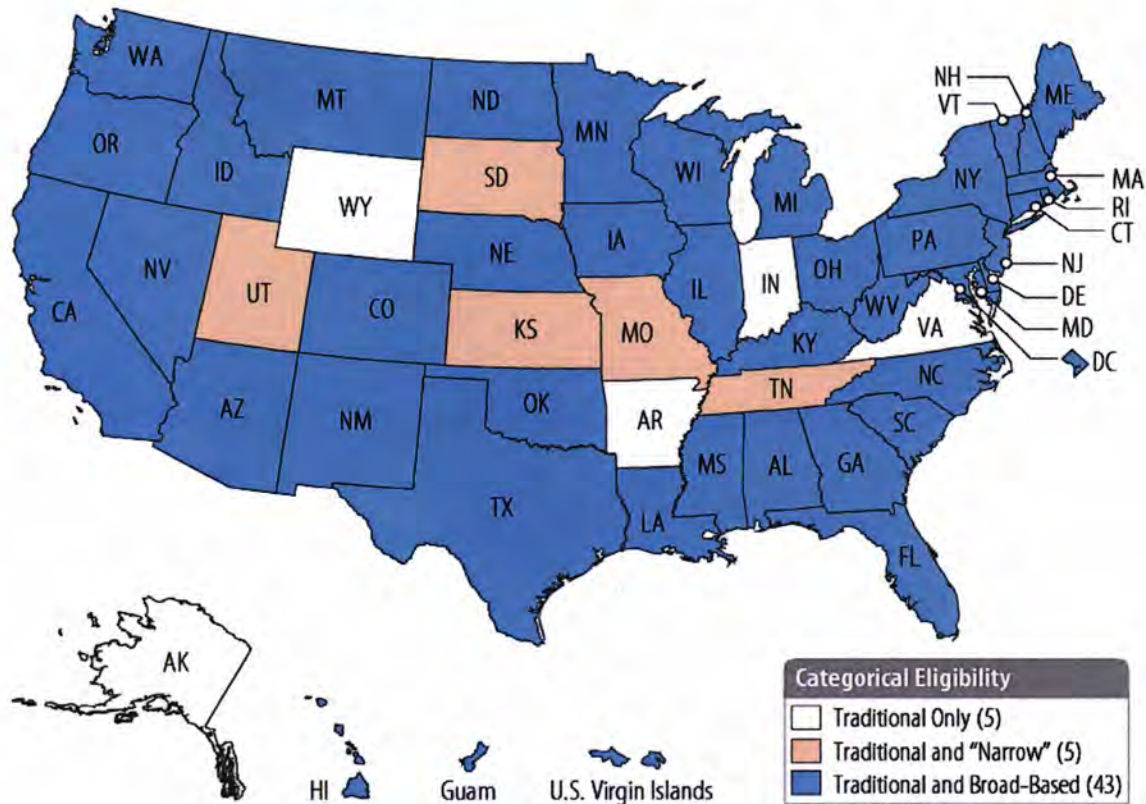 WA
MT
ND
MN
NH
VT
ME
OR
ID
SD
WI
MI
NY
MA
RI
CT
WY
NE
IA
PA
NJ
DE
MD
DC
NV
UT
CO
IL
IN
OH
WV
VA
CA
KS
MO
KY
TN
NC
AZ
NM
OK
AR
SC
MS
AL
GA
TX
LA
FL
AK
HI
Guam
U.S. Virgin Islands
Categorical Eligibility
Traditional Only (5)
Traditional and “Narrow” (5)
Traditional and Broad-Based (43)